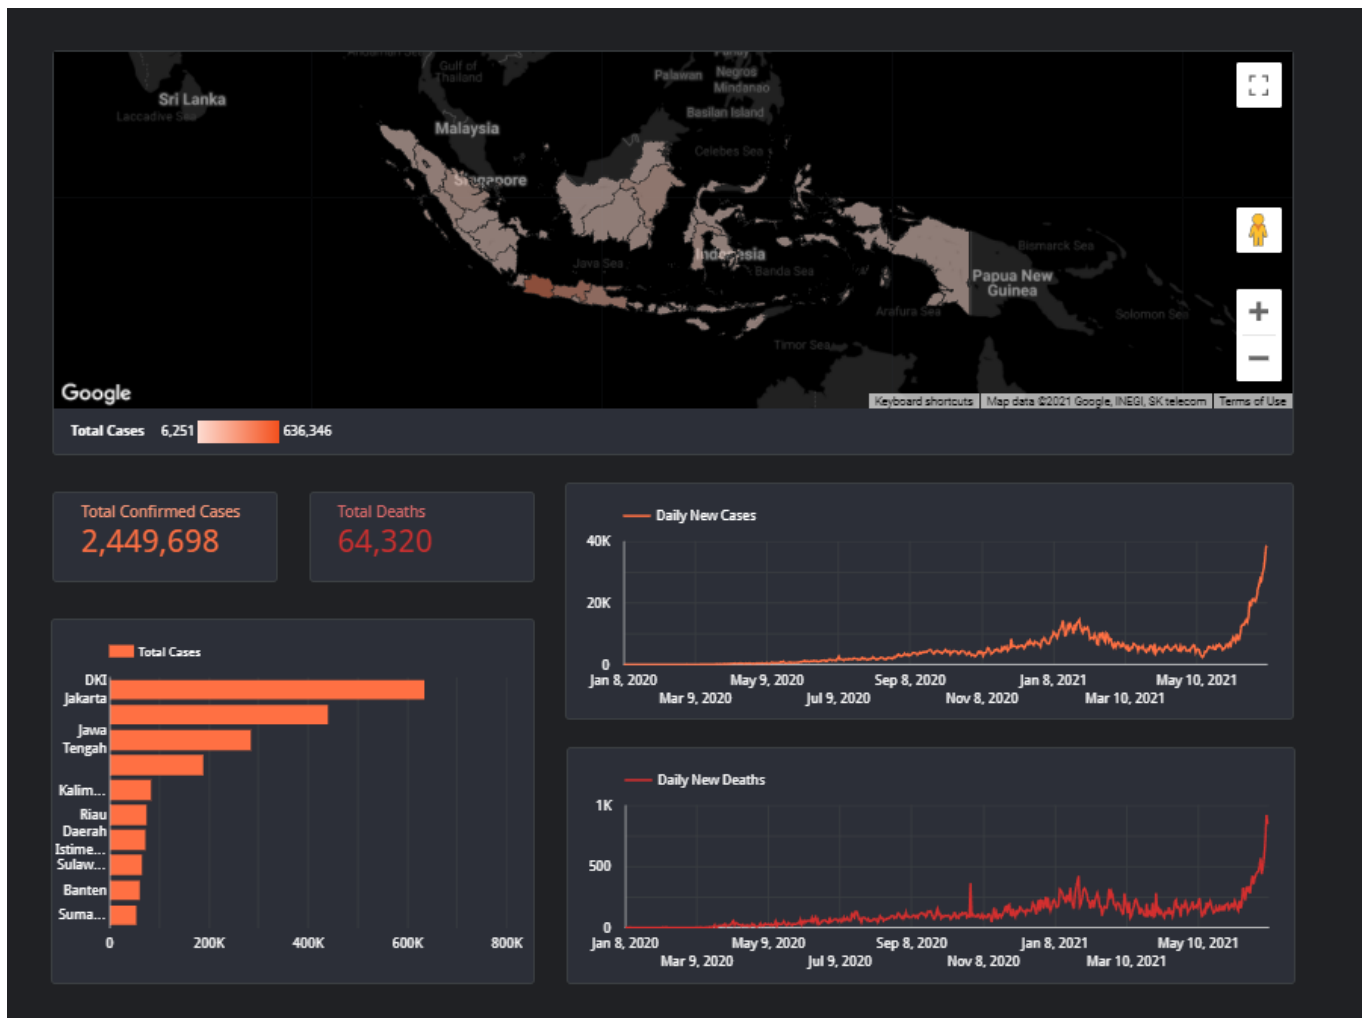 Andaman Sea
Gulf of
Thailand
Palawan
Negros
Mindanao
Sri Lanka
Laccadive Sea
Malaysia
Basilan Island
Celebes Sea
Singapore
Indonesia
Java Sea
Banda Sea
Bismarck Sea
Papua New
Guinea
Arafura Sea
Solomon Sea
Timor Sea
Google
Keyboard shortcuts
Map data ©2021 Google, INEGI, SK telecom
Terms of Use
Total Cases 6,251 636,346
Total Confirmed Cases
2,449,698
Total Deaths
64,320
Daily New Cases
40K
20K
0
Jan 8, 2020
Mar 9, 2020
May 9, 2020
Jul 9, 2020
Sep 8, 2020
Nov 8, 2020
Jan 8, 2021
Mar 10, 2021
May 10, 2021
Total Cases
DKI
Jakarta
Jawa
Tengah
Kalim...
Riau
Daerah
Istime...
Sulaw...
Banten
Suma...
0 200K 400K 600K 800K
Daily New Deaths
1K
500
0
Jan 8, 2020
Mar 9, 2020
May 9, 2020
Jul 9, 2020
Sep 8, 2020
Nov 8, 2020
Jan 8, 2021
Mar 10, 2021
May 10, 2021